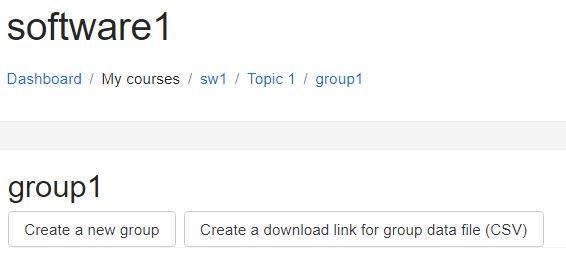 software1
Dashboard / My courses / sw1 / Topic 1 / group1
group1
Create a new group Create a download link for group data file (CSV)